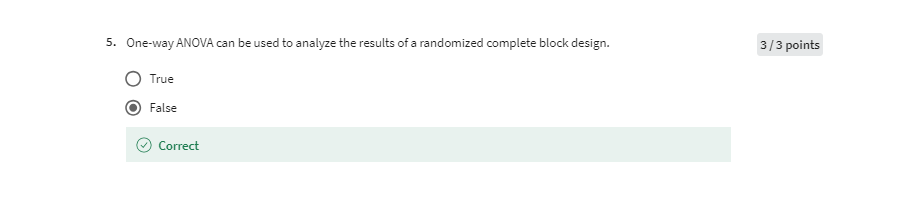 5. One-way ANOVA can be used to analyze the results of a randomized complete block design.
3 / 3 points
True
False
Correct